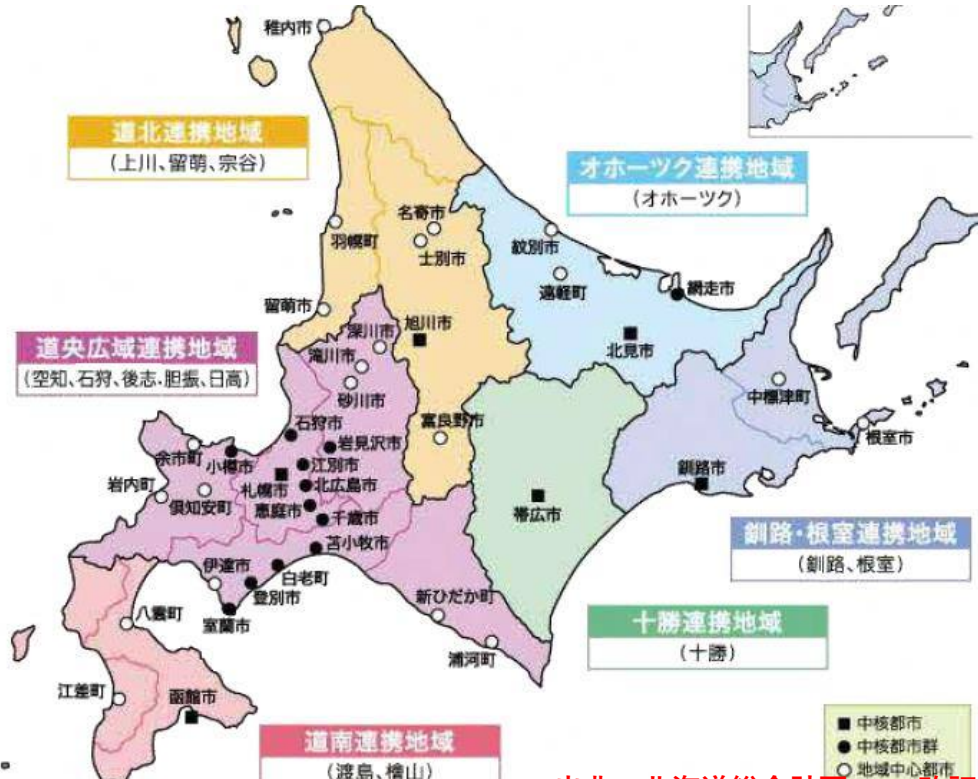 稚内市
道北連携地域
(上川、留萌、宗谷)
オホーツク連携地域
(オホーツク)
名寄市
羽幌町
士別市
紋別市
遠軽町
網走市
留萌市
深川市
旭川市
北見市
道央広域連携地域
(空知、石狩、後志・胆振、日高)
滝川市
砂川市
中標津町
富良野市
石狩市
岩見沢市
根室市
余市町
小樽市
江別市
札幌市
北広島市
釧路市
岩内町
倶知安町
恵庭市
千歳市
帯広市
苫小牧市
釧路・根室連携地域
(釧路、根室)
伊達市
白老町
登別市
新ひだか町
室蘭市
八雲町
十勝連携地域
(十勝)
浦河町
江差町
函館市
道南連携地域
(渡島、檜山)
■ 中核都市
● 中核都市群
○ 地域中心都市